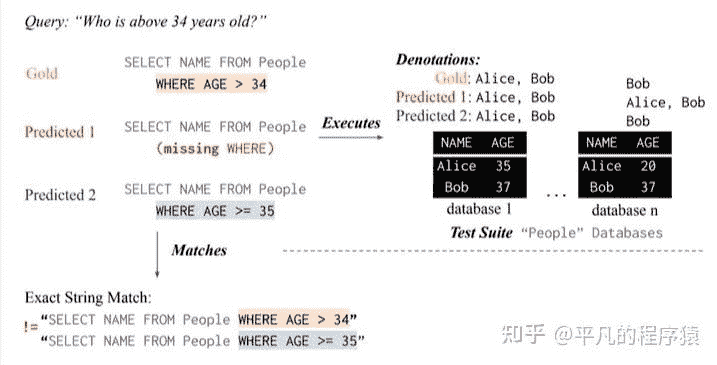 Query: “Who is above 34 years old?”
Gold
SELECT NAME FROM People
WHERE AGE > 34
Predicted 1
SELECT NAME FROM People
(missing WHERE)
Predicted 2
SELECT NAME FROM People
WHERE AGE >= 35
Executes
Denotations:
Gold: Alice, Bob
Bob
Predicted 1: Alice, Bob
Alice, Bob
Predicted 2: Alice, Bob
Bob
NAME AGE
Alice 35
Bob 37
database 1
...
NAME AGE
Alice 20
Bob 37
database n
Test Suite “People” Databases
Matches
Exact String Match:
!= “SELECT NAME FROM People WHERE AGE > 34”
“SELECT NAME FROM People WHERE AGE >= 35”
知乎 @平凡的程序猿